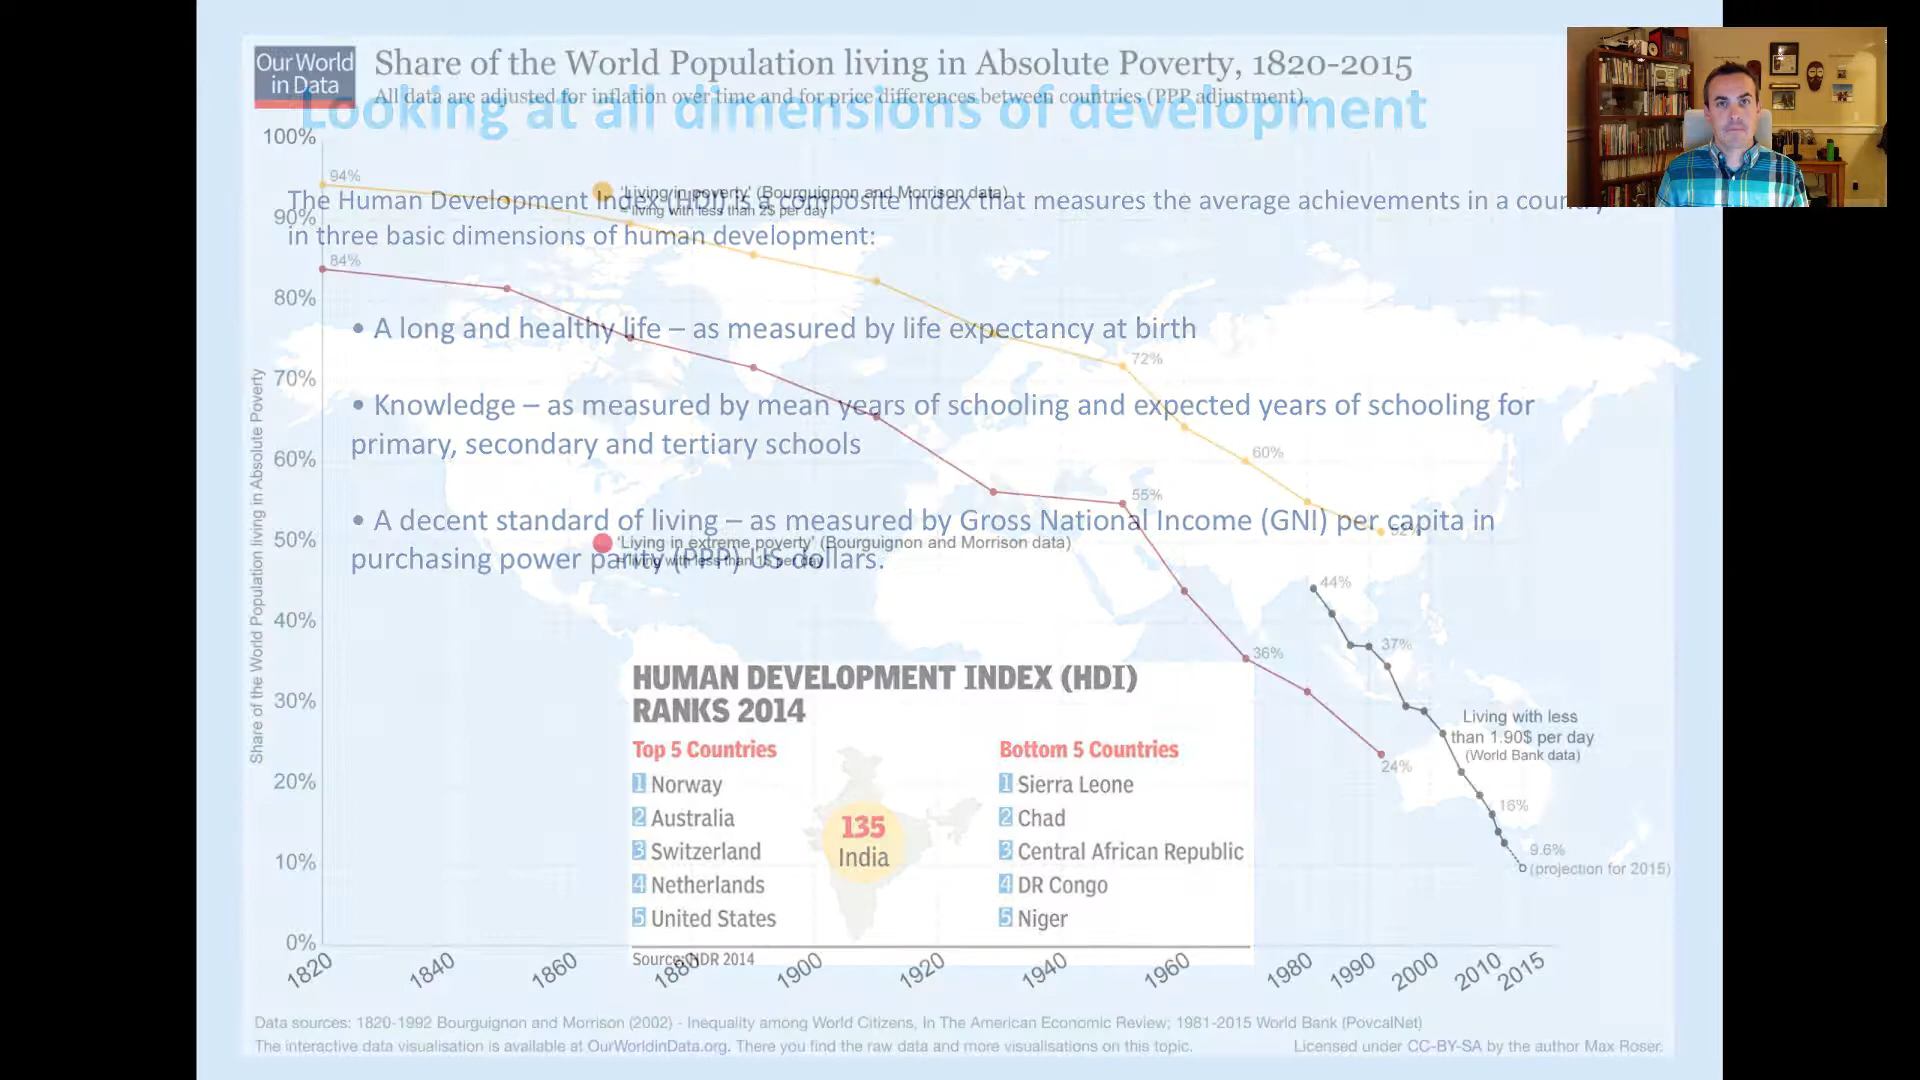 Our World
in Data
Share of the World Population living in Absolute Poverty, 1820-2015
All data are adjusted for inflation over time and for price differences between countries (PPP adjustment).
Looking at all dimensions of development
100%
94%
'Living in poverty' (Bourguignon and Morrison data)
= living with less than 2$ per day
The Human Development Index (HDI) is a composite index that measures the average achievements in a country
90%
in three basic dimensions of human development:
84%
80%
• A long and healthy life – as measured by life expectancy at birth
72%
70%
• Knowledge – as measured by mean years of schooling and expected years of schooling for
primary, secondary and tertiary schools
60%
60%
55%
• A decent standard of living – as measured by Gross National Income (GNI) per capita in
52%
50%
'Living in extreme poverty' (Bourguignon and Morrison data)
= living with less than 1$ per day
purchasing power parity (PPP) US dollars.
44%
40%
37%
36%
Share of the World Population living in Absolute Poverty
HUMAN DEVELOPMENT INDEX (HDI)
RANKS 2014
30%
Living with less
than 1.90$ per day
(World Bank data)
Top 5 Countries
1 Norway
2 Australia
3 Switzerland
4 Netherlands
5 United States
135
India
Bottom 5 Countries
1 Sierra Leone
2 Chad
3 Central African Republic
4 DR Congo
5 Niger
24%
20%
16%
10%
9.6%
(projection for 2015)
0%
Source: HDR 2014
1820 1840 1860 1880 1900 1920 1940 1960 1980 1990 2000 2010 2015
Data sources: 1820-1992 Bourguignon and Morrison (2002) - Inequality among World Citizens, In The American Economic Review; 1981-2015 World Bank (PovcalNet)
The interactive data visualisation is available at OurWorldinData.org. There you find the raw data and more visualisations on this topic.
Licensed under CC-BY-SA by the author Max Roser.